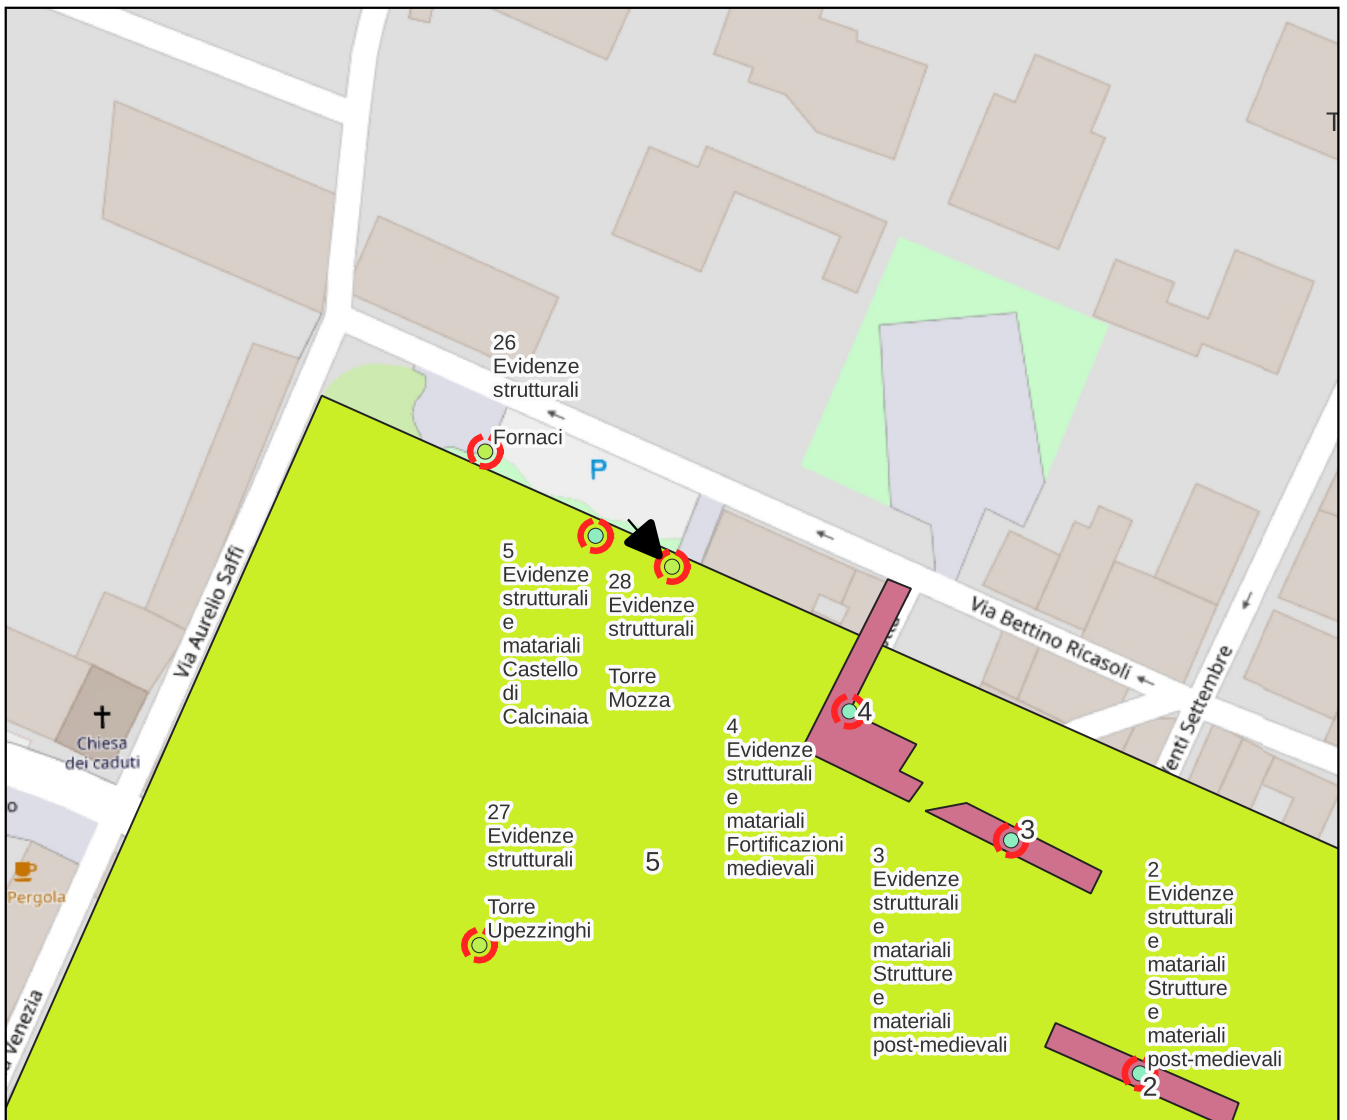 T
26
Evidenze
strutturali
Fornaci
P
5
Evidenze
strutturali
e
matariali
Castello
di
Calcinaia
28
Evidenze
strutturali
Torre
Mozza
Via Aurelio Saffi
Via Bettino Ricasoli
enti Settembre
Chiesa
dei caduti
4
4
Evidenze
strutturali
e
matariali
Fortificazioni
medievali
o
27
Evidenze
strutturali
Torre
Upezzinghi
5
3
3
Evidenze
strutturali
e
matariali
Strutture
e
materiali
post-medievali
2
Evidenze
strutturali
e
matariali
Strutture
e
materiali
post-medievali
2
Pergola
a Venezia